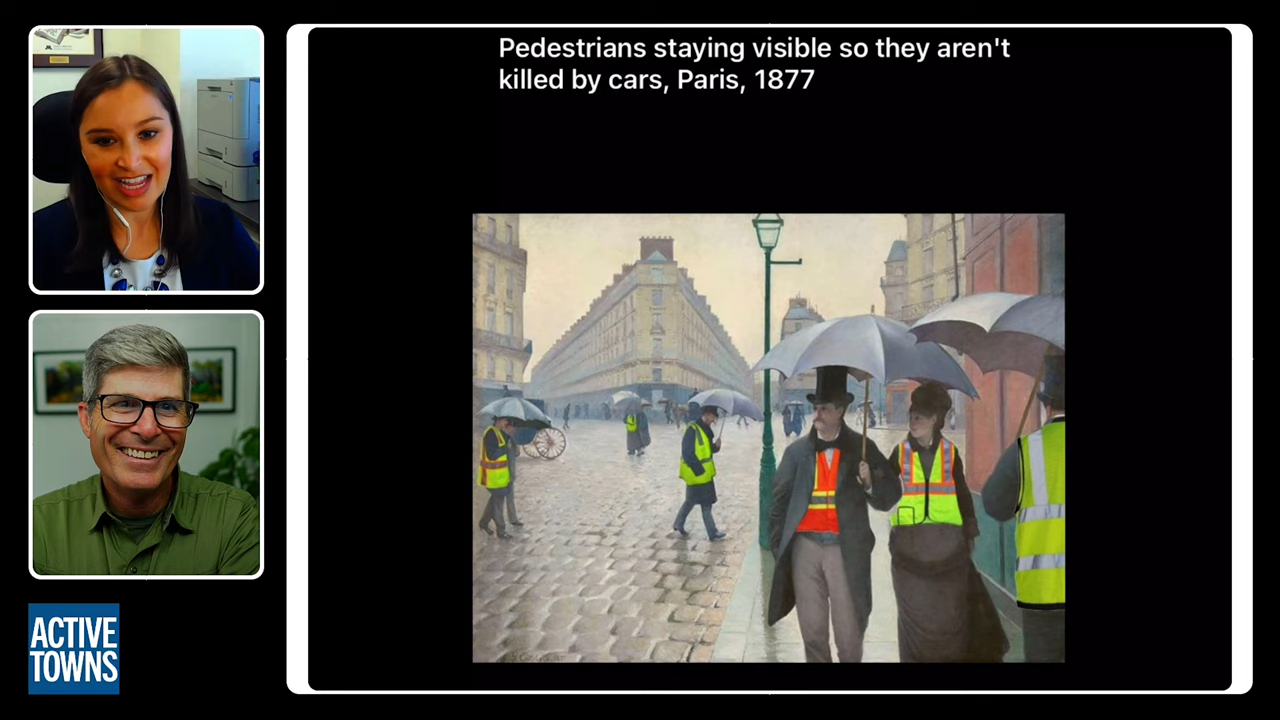 Pedestrians staying visible so they aren't
killed by cars, Paris, 1877
ACTIVE
TOWNS